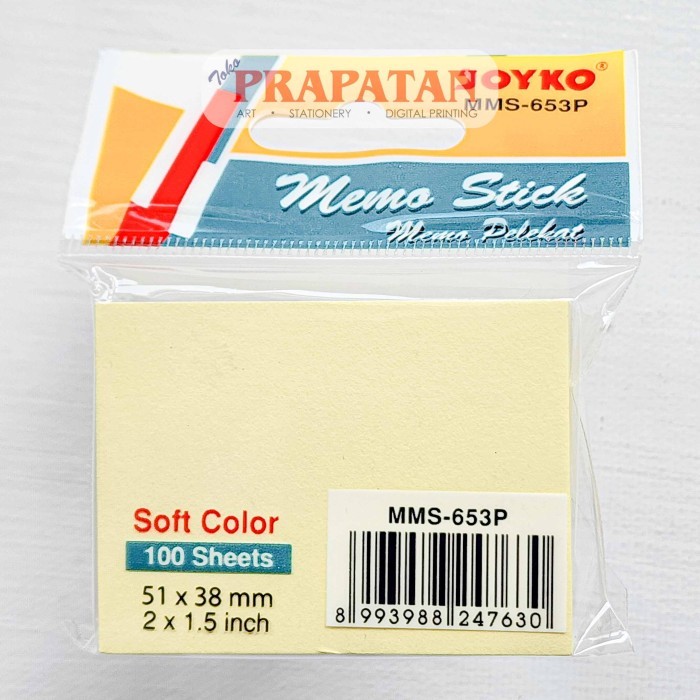 Toko
PRAPATAN
ART • STATIONERY • DIGITAL PRINTING
JOYKO®
MMS-653P
Memo Stick
Memo Pelekat
Soft Color
100 Sheets
51 x 38 mm
2 x 1.5 inch
MMS-653P
8 993988 247630